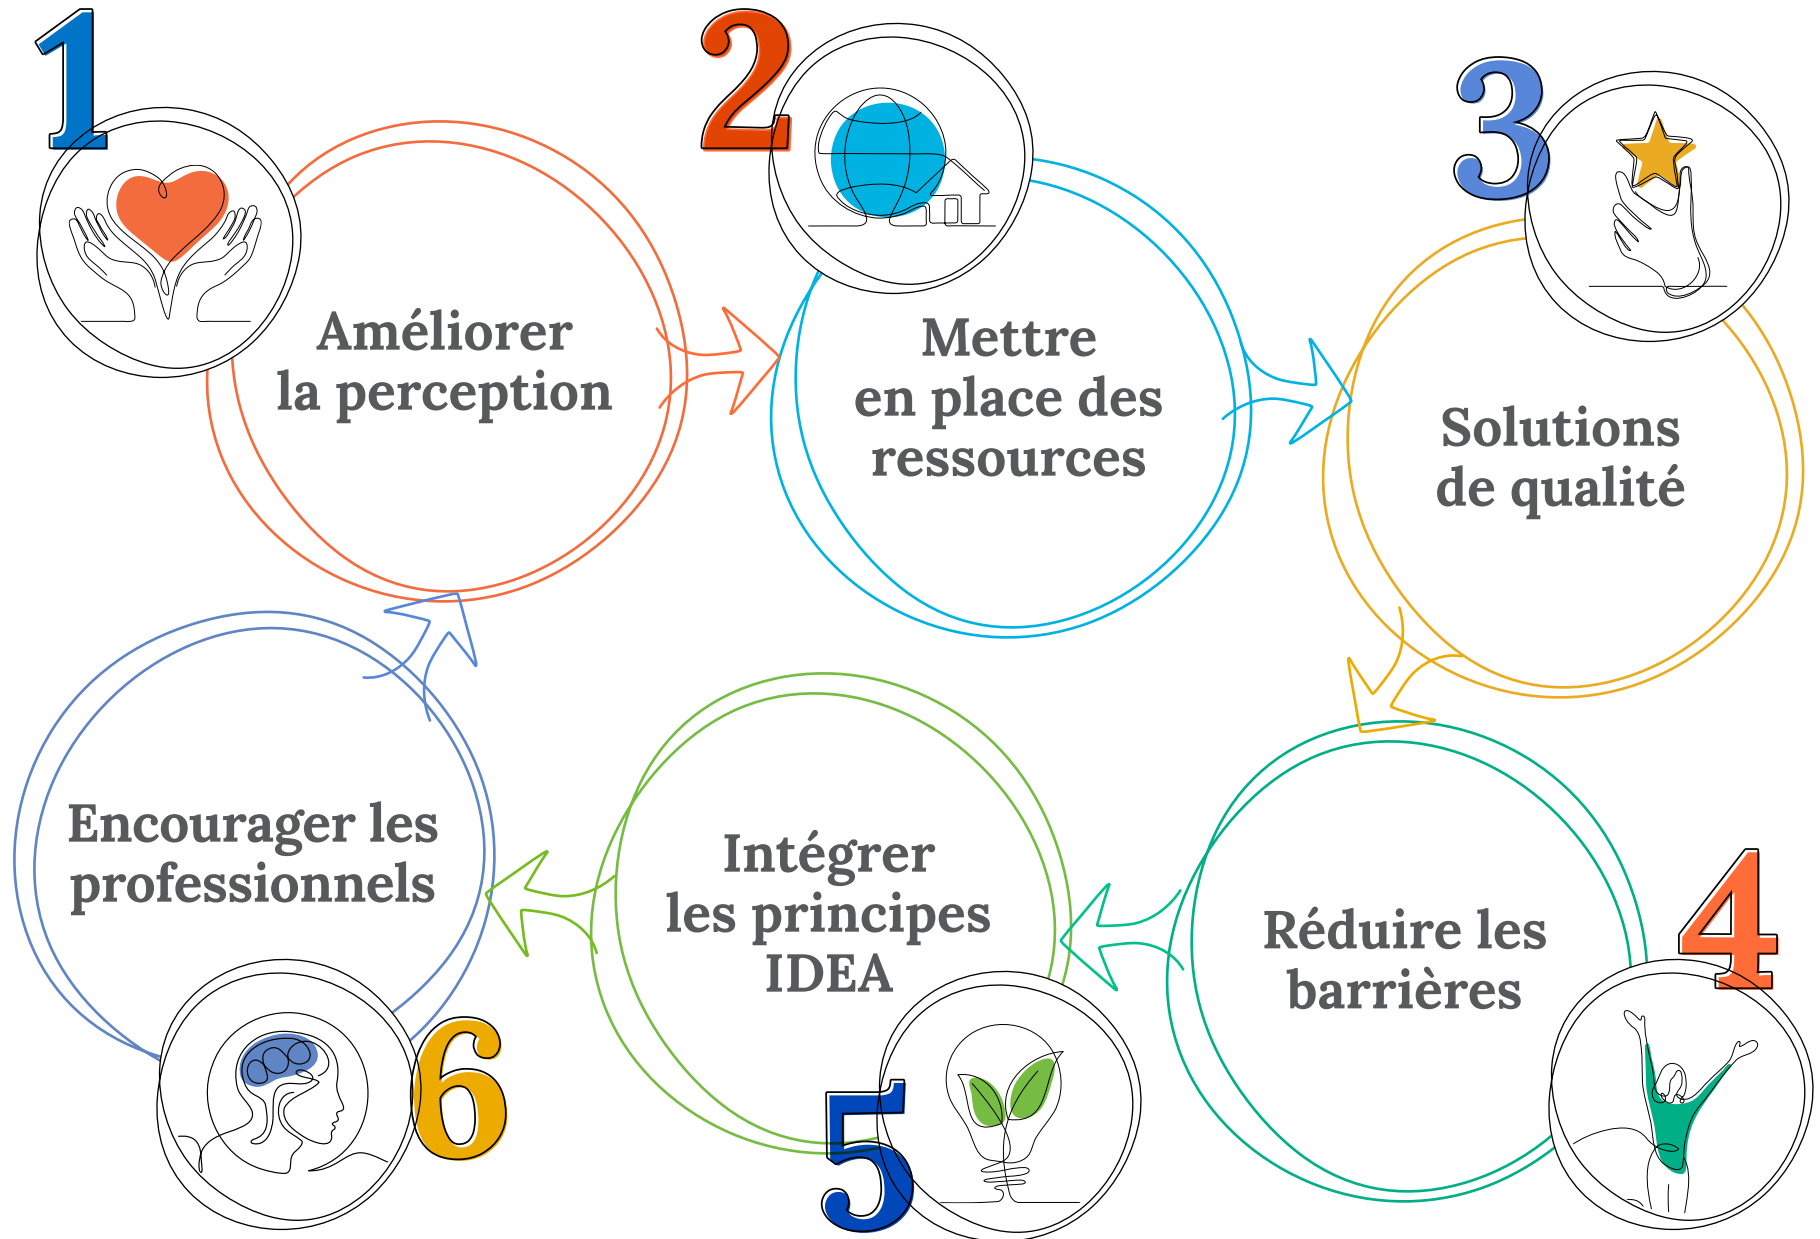 1
Améliorer
la perception
2
Mettre
en place des
ressources
3
Solutions
de qualité
4
Réduire les
barrières
5
Intégrer
les principes
IDEA
6
Encourager les
professionnels